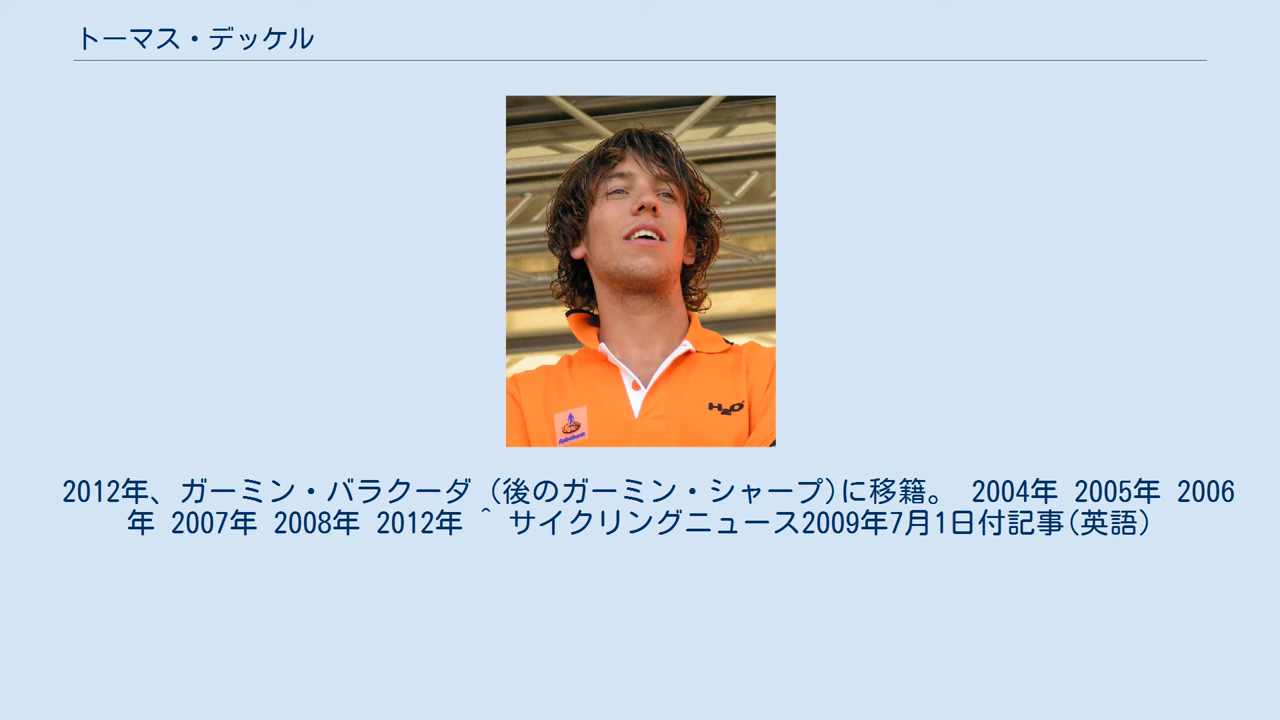 トーマス・デッケル
H2O
Rabobank
2012年、ガーミン・バラクーダ (後のガーミン・シャープ)に移籍。 2004年 2005年 2006
年 2007年 2008年 2012年 ^ サイクリングニュース2009年7月1日付記事(英語)